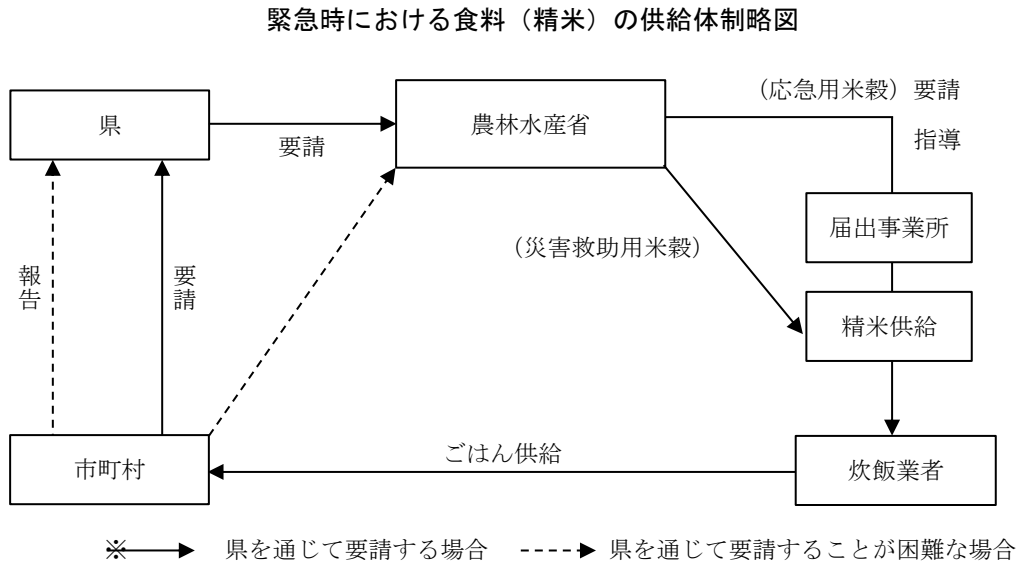 緊急時における食料（精米）の供給体制略図
県
要請
農林水産省
（応急用米穀）要請
指導
届出事業所
（災害救助用米穀）
報告
要請
精米供給
市町村
ごはん供給
炊飯業者
※ 県を通じて要請する場合 県を通じて要請することが困難な場合